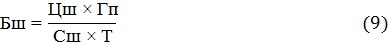 Бш = Цш × Гп / Сш × Т (9)